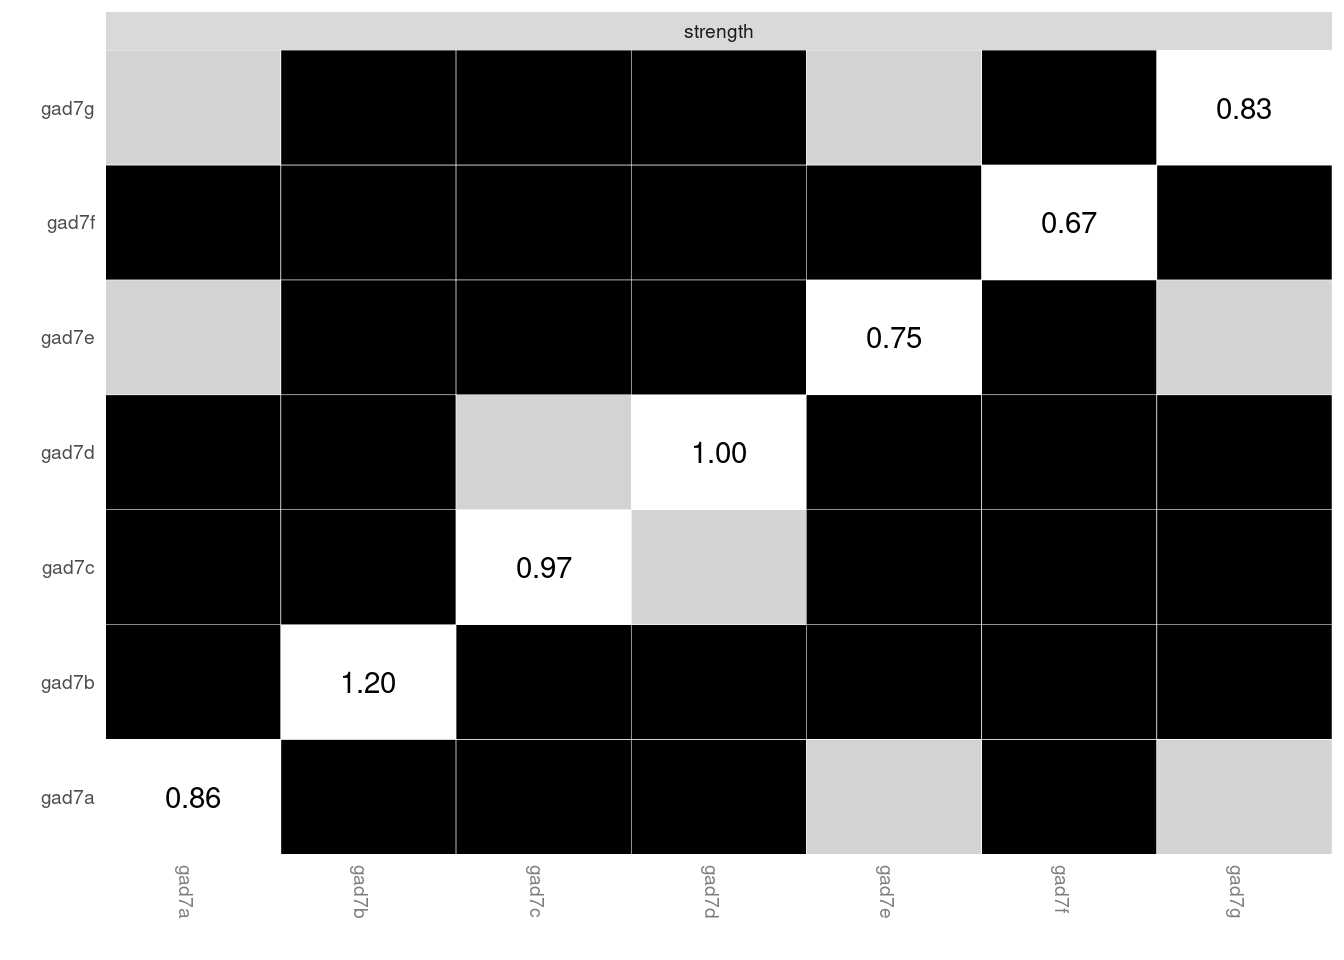 strength
gad7g 0.83
gad7f 0.67
gad7e 0.75
gad7d 1.00
gad7c 0.97
gad7b 1.20
gad7a 0.86
gad7a gad7b gad7c gad7d gad7e gad7f gad7g